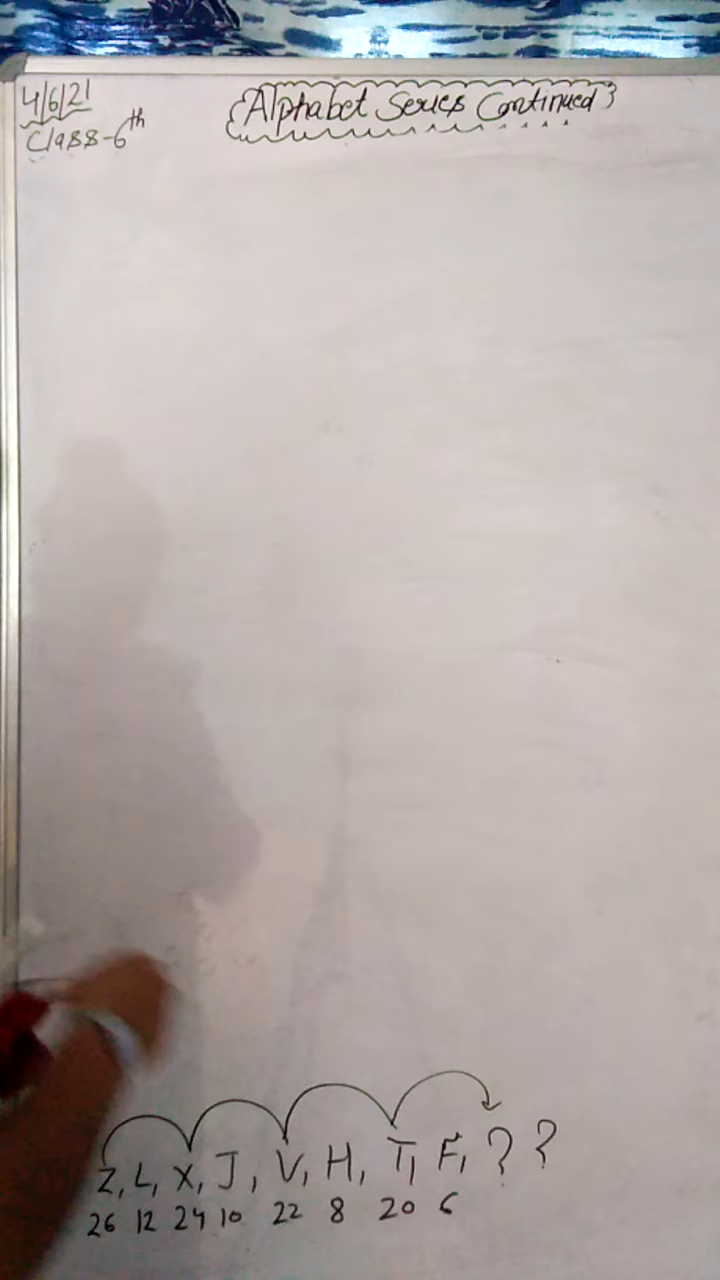 4/6/21
Class-6th
Alphabet Series Continued
Z, L, X, J, V, H, T, F, ? ?
26 12 24 10 22 8 20 6